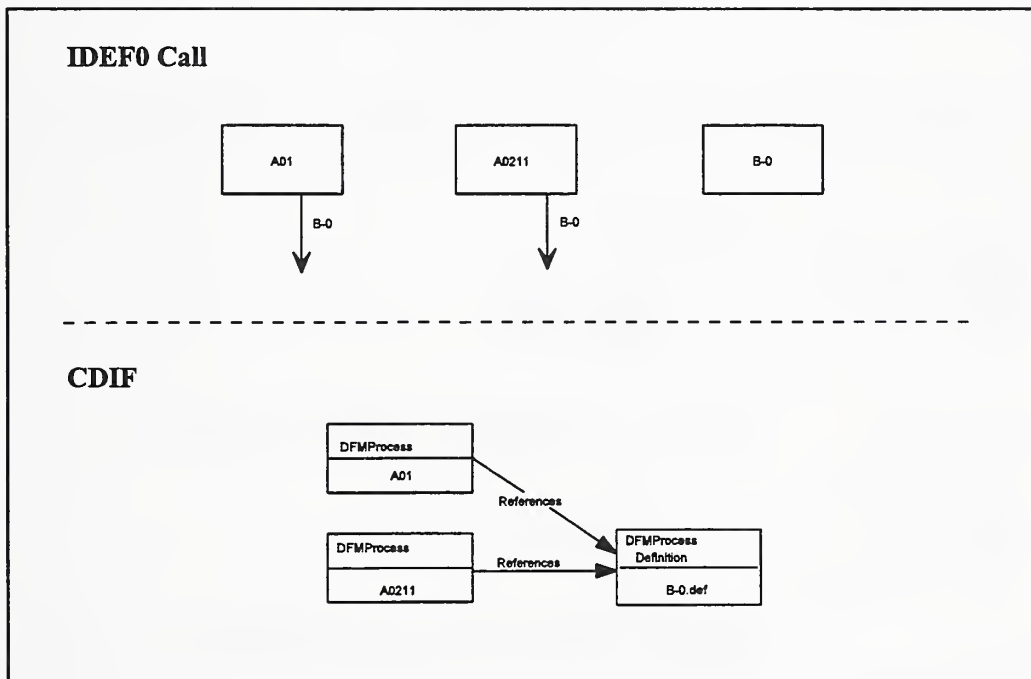 IDEF0 Call
A01
A0211
B-0
B-0
B-0
CDIF
DFMProcess
A01
References
DFMProcess
A0211
References
DFMProcess
Definition
B-0.def